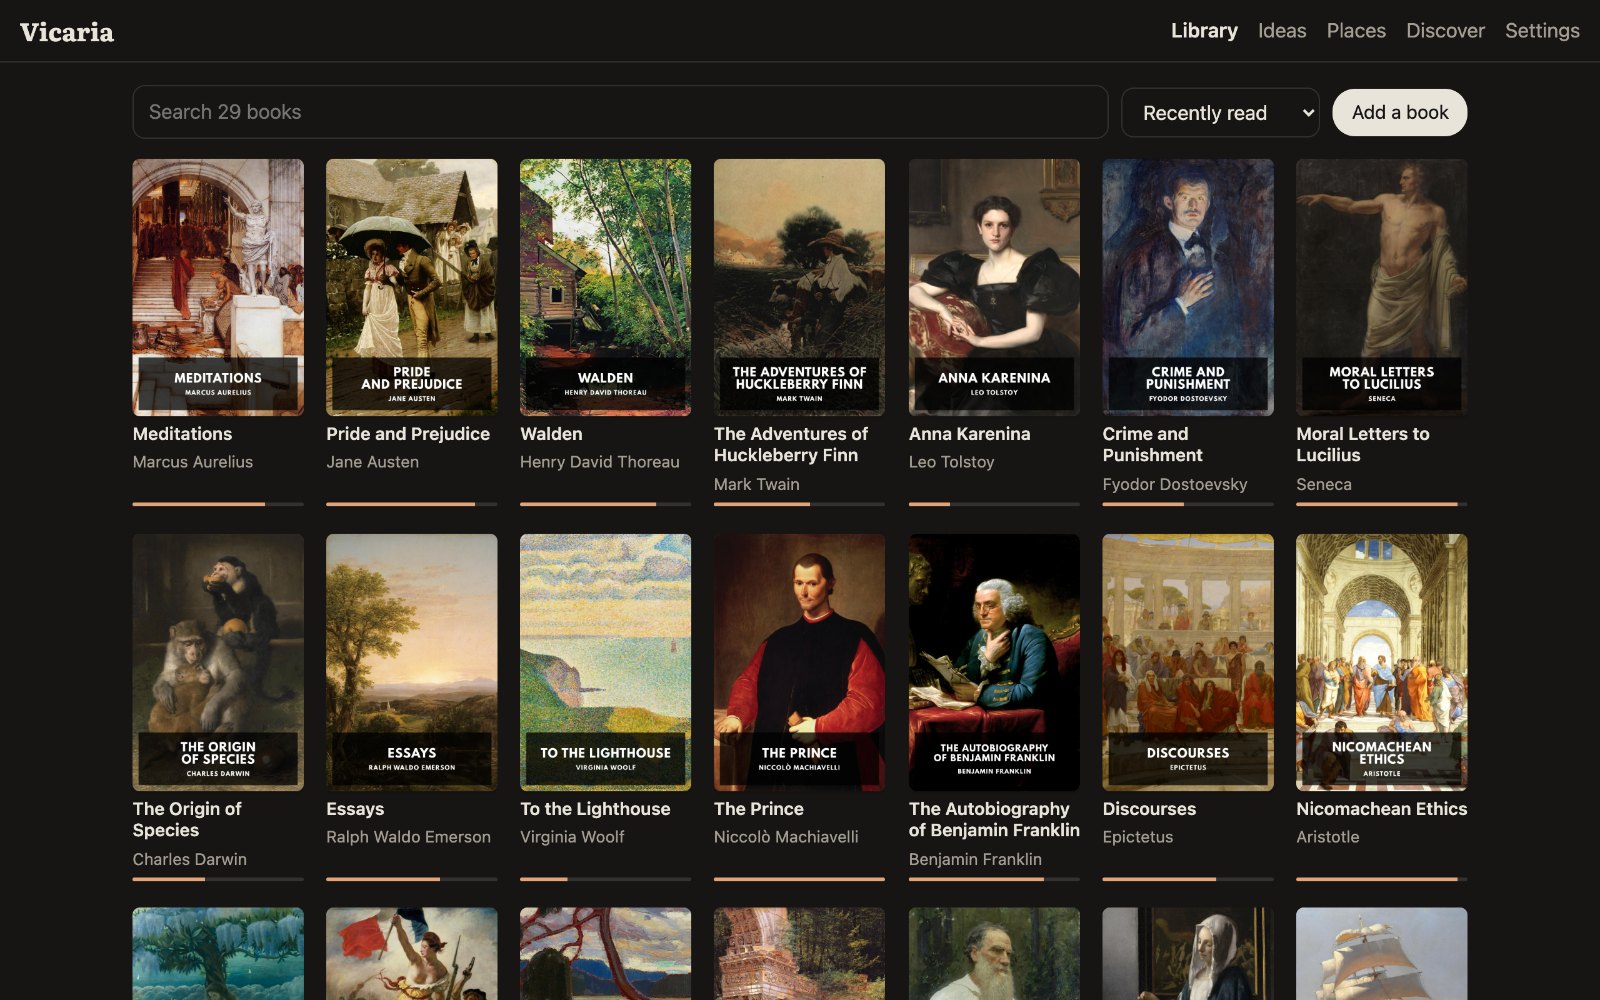 Vicaria
Library Ideas Places Discover Settings
Search 29 books
Recently read
Add a book
MEDITATIONS
MARCUS AURELIUS
Meditations
Marcus Aurelius
PRIDE
AND PREJUDICE
JANE AUSTEN
Pride and Prejudice
Jane Austen
WALDEN
HENRY DAVID THOREAU
Walden
Henry David Thoreau
THE ADVENTURES OF
HUCKLEBERRY FINN
MARK TWAIN
The Adventures of
Huckleberry Finn
Mark Twain
ANNA KARENINA
LEO TOLSTOY
Anna Karenina
Leo Tolstoy
CRIME AND
PUNISHMENT
FYODOR DOSTOEVSKY
Crime and
Punishment
Fyodor Dostoevsky
MORAL LETTERS
TO LUCILIUS
SENECA
Moral Letters to
Lucilius
Seneca
THE ORIGIN
OF SPECIES
CHARLES DARWIN
The Origin of
Species
Charles Darwin
ESSAYS
RALPH WALDO EMERSON
Essays
Ralph Waldo Emerson
TO THE LIGHTHOUSE
VIRGINIA WOOLF
To the Lighthouse
Virginia Woolf
THE PRINCE
NICCOLÒ MACHIAVELLI
The Prince
Niccolò Machiavelli
THE AUTOBIOGRAPHY
OF BENJAMIN FRANKLIN
BENJAMIN FRANKLIN
The Autobiography
of Benjamin Franklin
Benjamin Franklin
DISCOURSES
EPICTETUS
Discourses
Epictetus
NICOMACHEAN
ETHICS
ARISTOTLE
Nicomachean Ethics
Aristotle